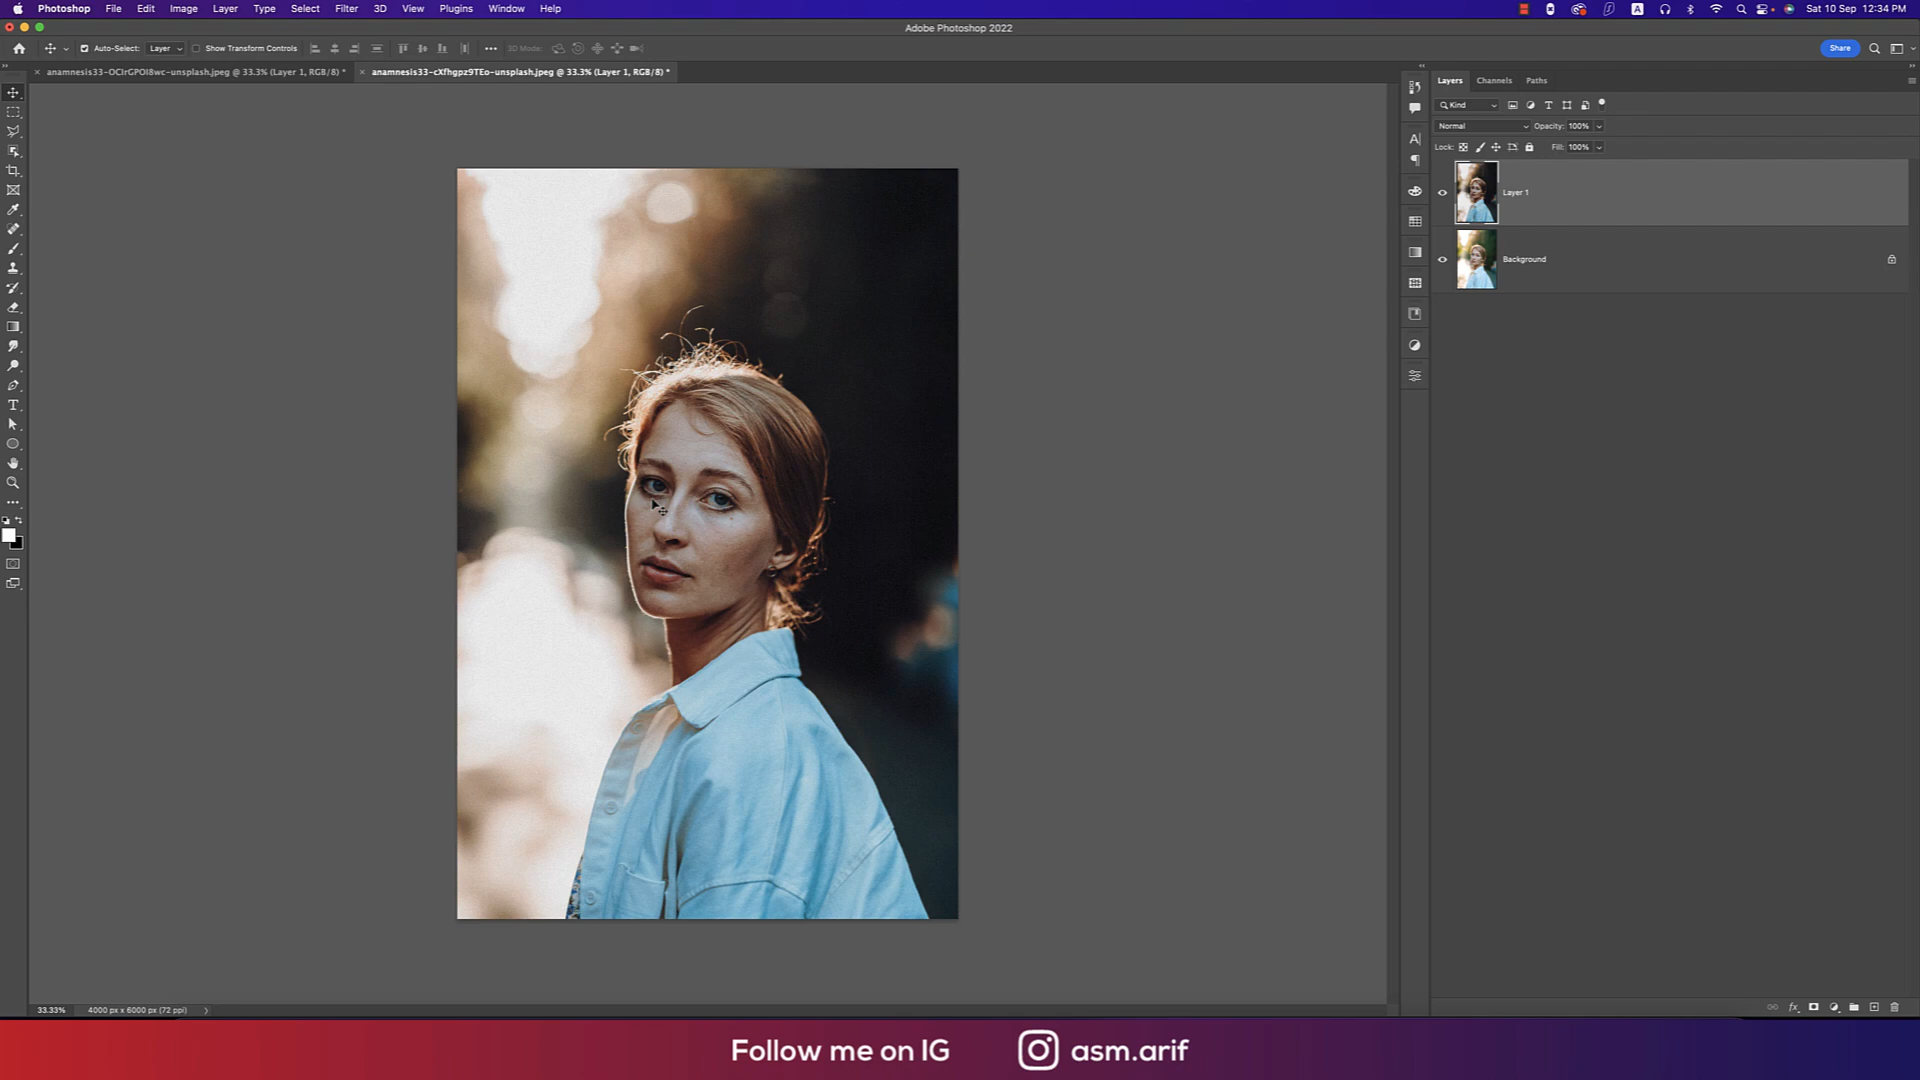 Photoshop File Edit Image Layer Type Select Filter 3D View Plugins Window Help
A
Sat 10 Sep 12:34 PM
Adobe Photoshop 2022
Auto-Select: Layer Show Transform Controls 3D Mode: Share
anamnesis33-OCIrGPOI8wc-unsplash.jpeg @ 33.3% (Layer 1, RGB/8) *
anamnesis33-cXfhgpz9TEo-unsplash.jpeg @ 33.3% (Layer 1, RGB/8) *
Layers Channels Paths
Kind
Normal Opacity: 100%
Lock: Fill: 100%
Layer 1
Background
33.33% 4000 px x 6000 px (72 ppi)
Follow me on IG asm.arif